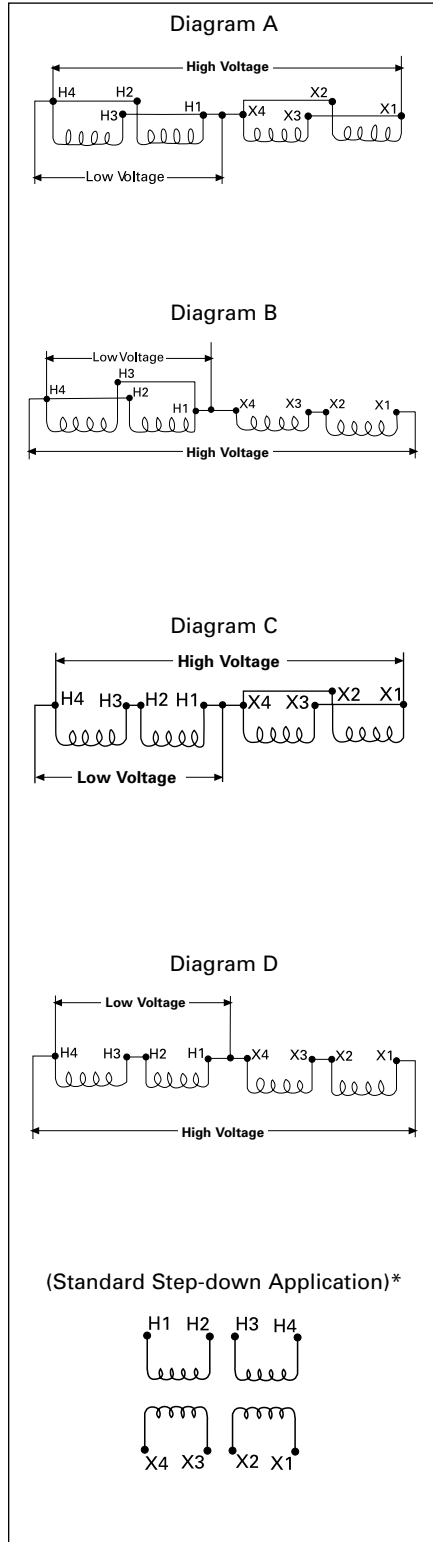 Diagram A
High Voltage
H4 H2 X2
H3 H1 X4 X3 X1
Low Voltage
Diagram B
Low Voltage
H3
H4 H2
H1 X4 X3 X2 X1
High Voltage
Diagram C
High Voltage
H4 H3 H2 H1 X4 X3 X2 X1
Low Voltage
Diagram D
Low Voltage
H4 H3 H2 H1 X4 X3 X2 X1
High Voltage
(Standard Step-down Application)*
H1 H2 H3 H4
X4 X3 X2 X1